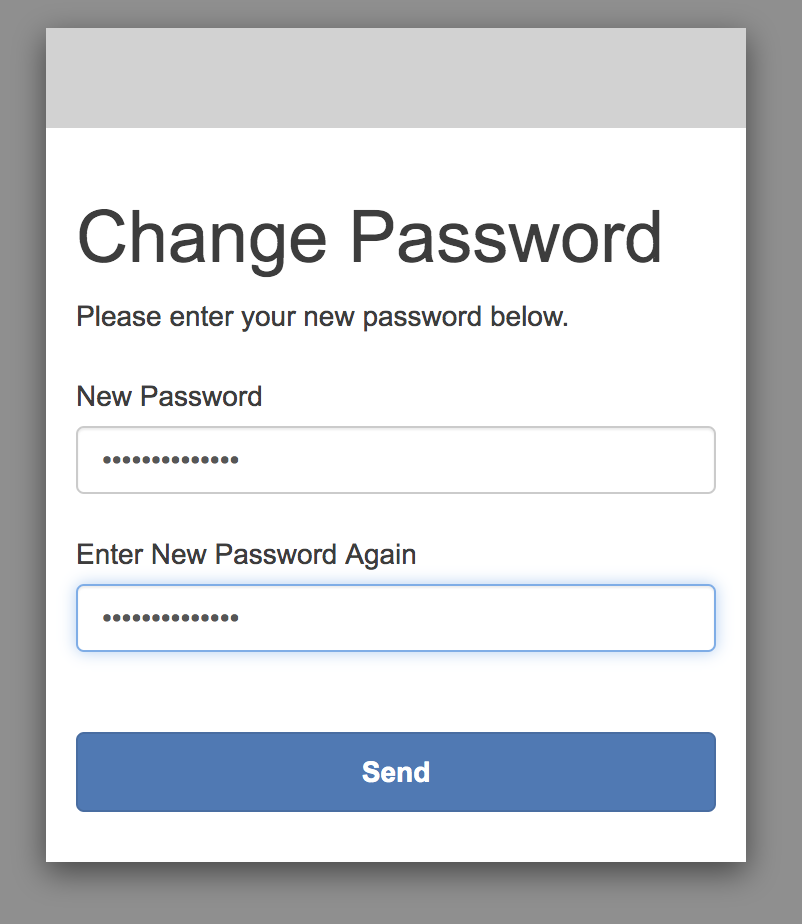 Change Password
Please enter your new password below.
New Password
••••••••••••••
Enter New Password Again
••••••••••••••
Send